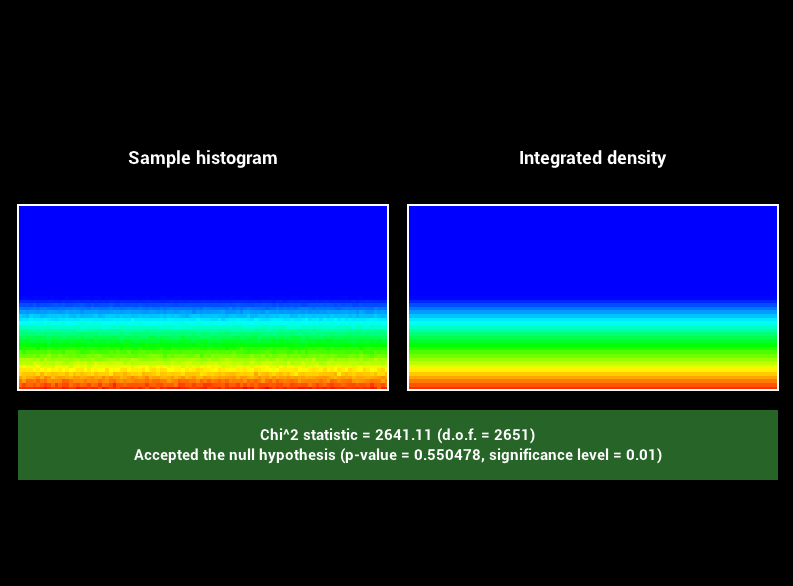 Sample histogram
Integrated density
Chi^2 statistic = 2641.11 (d.o.f. = 2651)
Accepted the null hypothesis (p-value = 0.550478, significance level = 0.01)